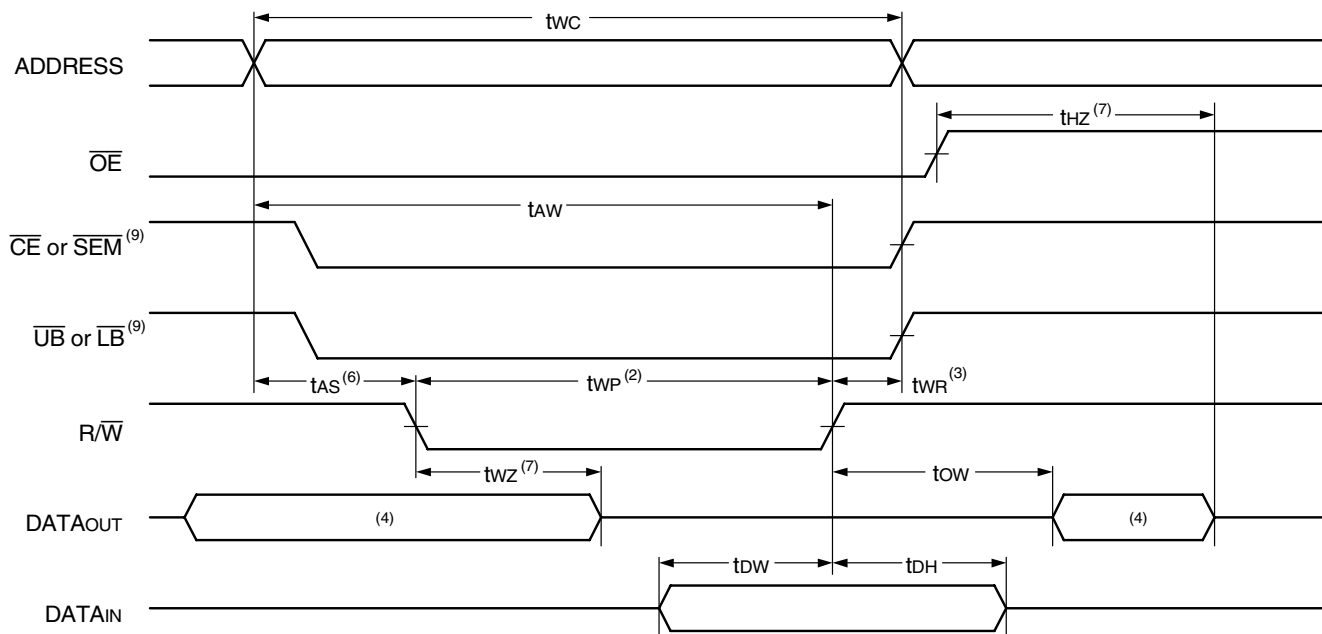 tWC
ADDRESS
tHZ (7)
OE
tAW
CE or SEM (9)
UB or LB (9)
tAS (6)
tWP (2)
tWR (3)
R/W
tWZ (7)
tOW
DATAOUT
(4)
(4)
tDW
tDH
DATAIN